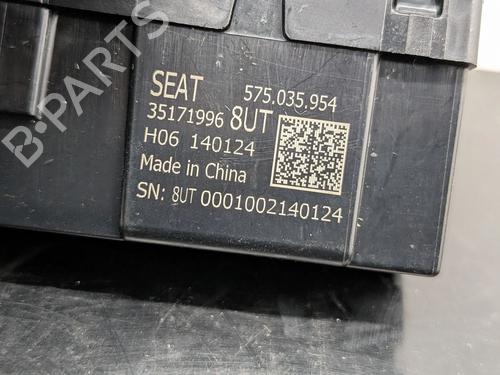 B-PARTS
SEAT 575.035.954
35171996 8UT
H06 140124
Made in China
SN: 8UT 0001002140124